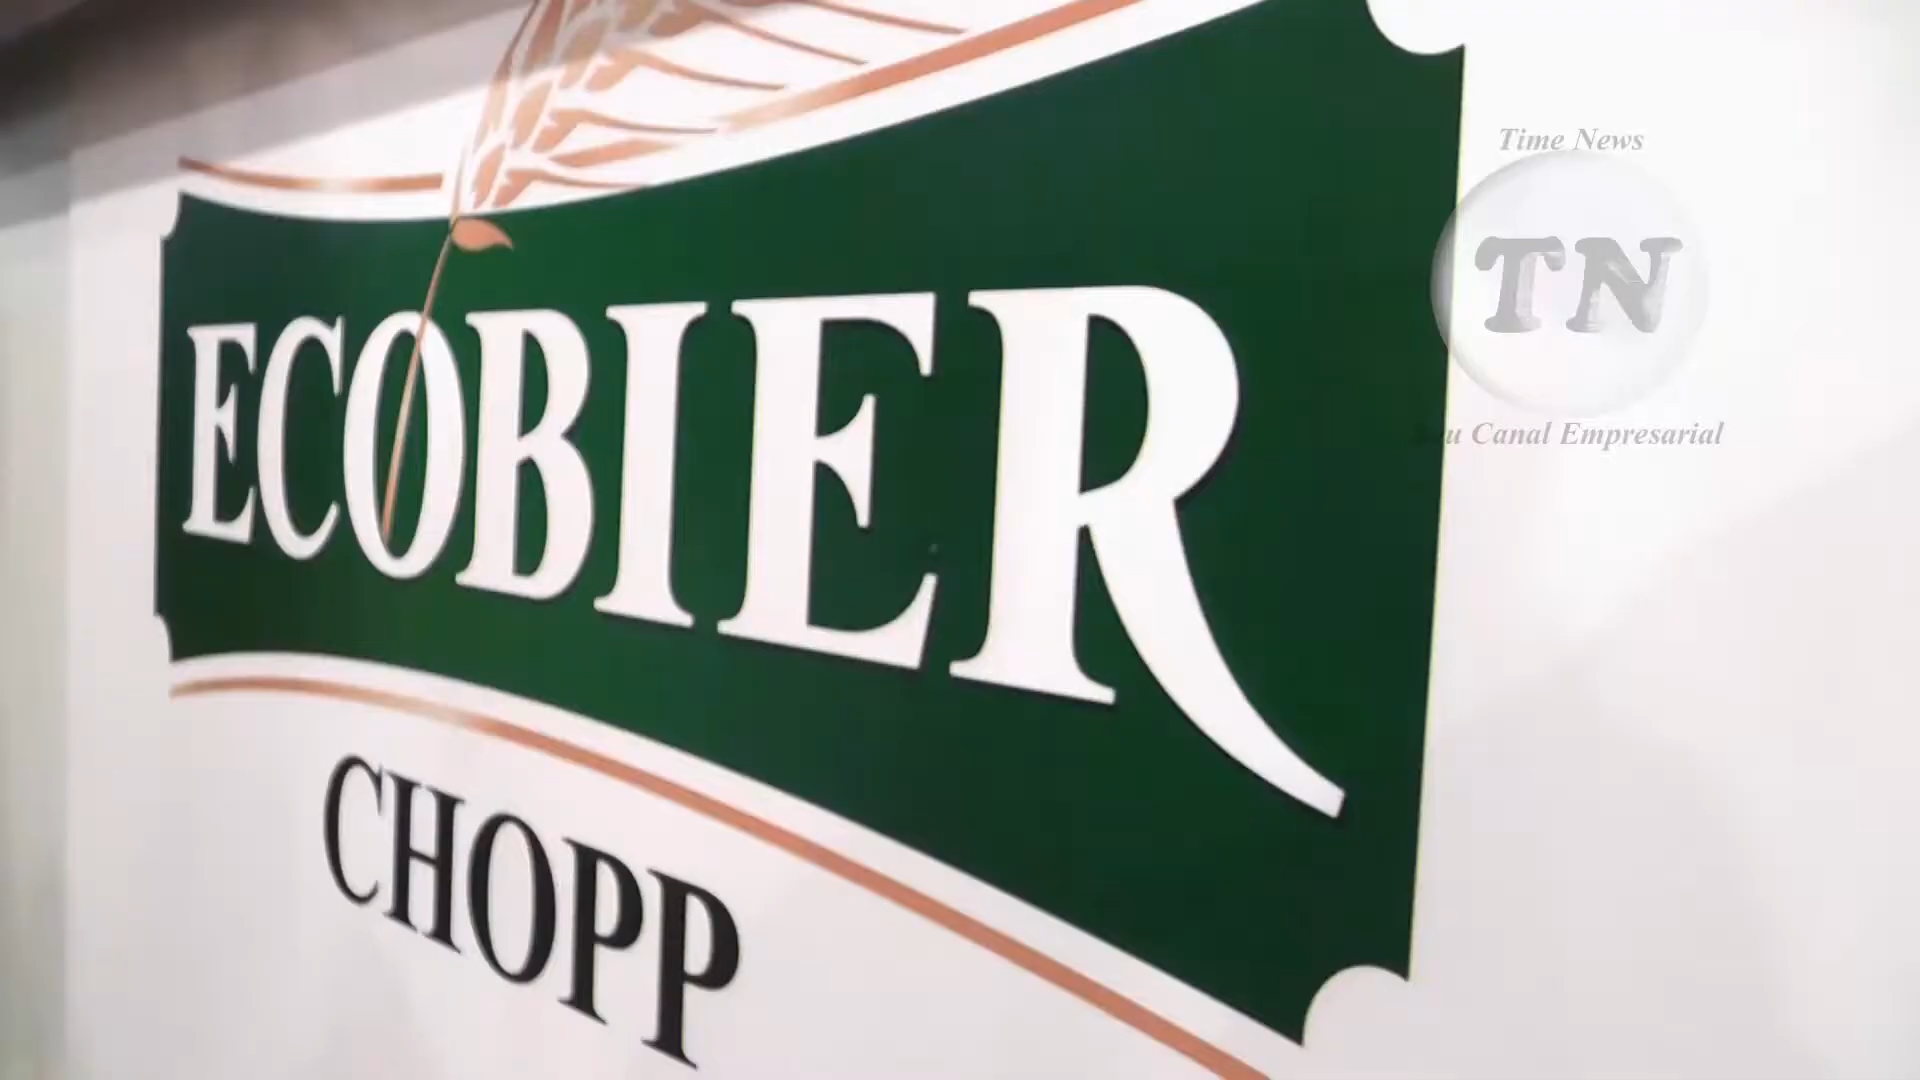 ECOBIER
CHOPP
Time News
TN
Canal Empresarial